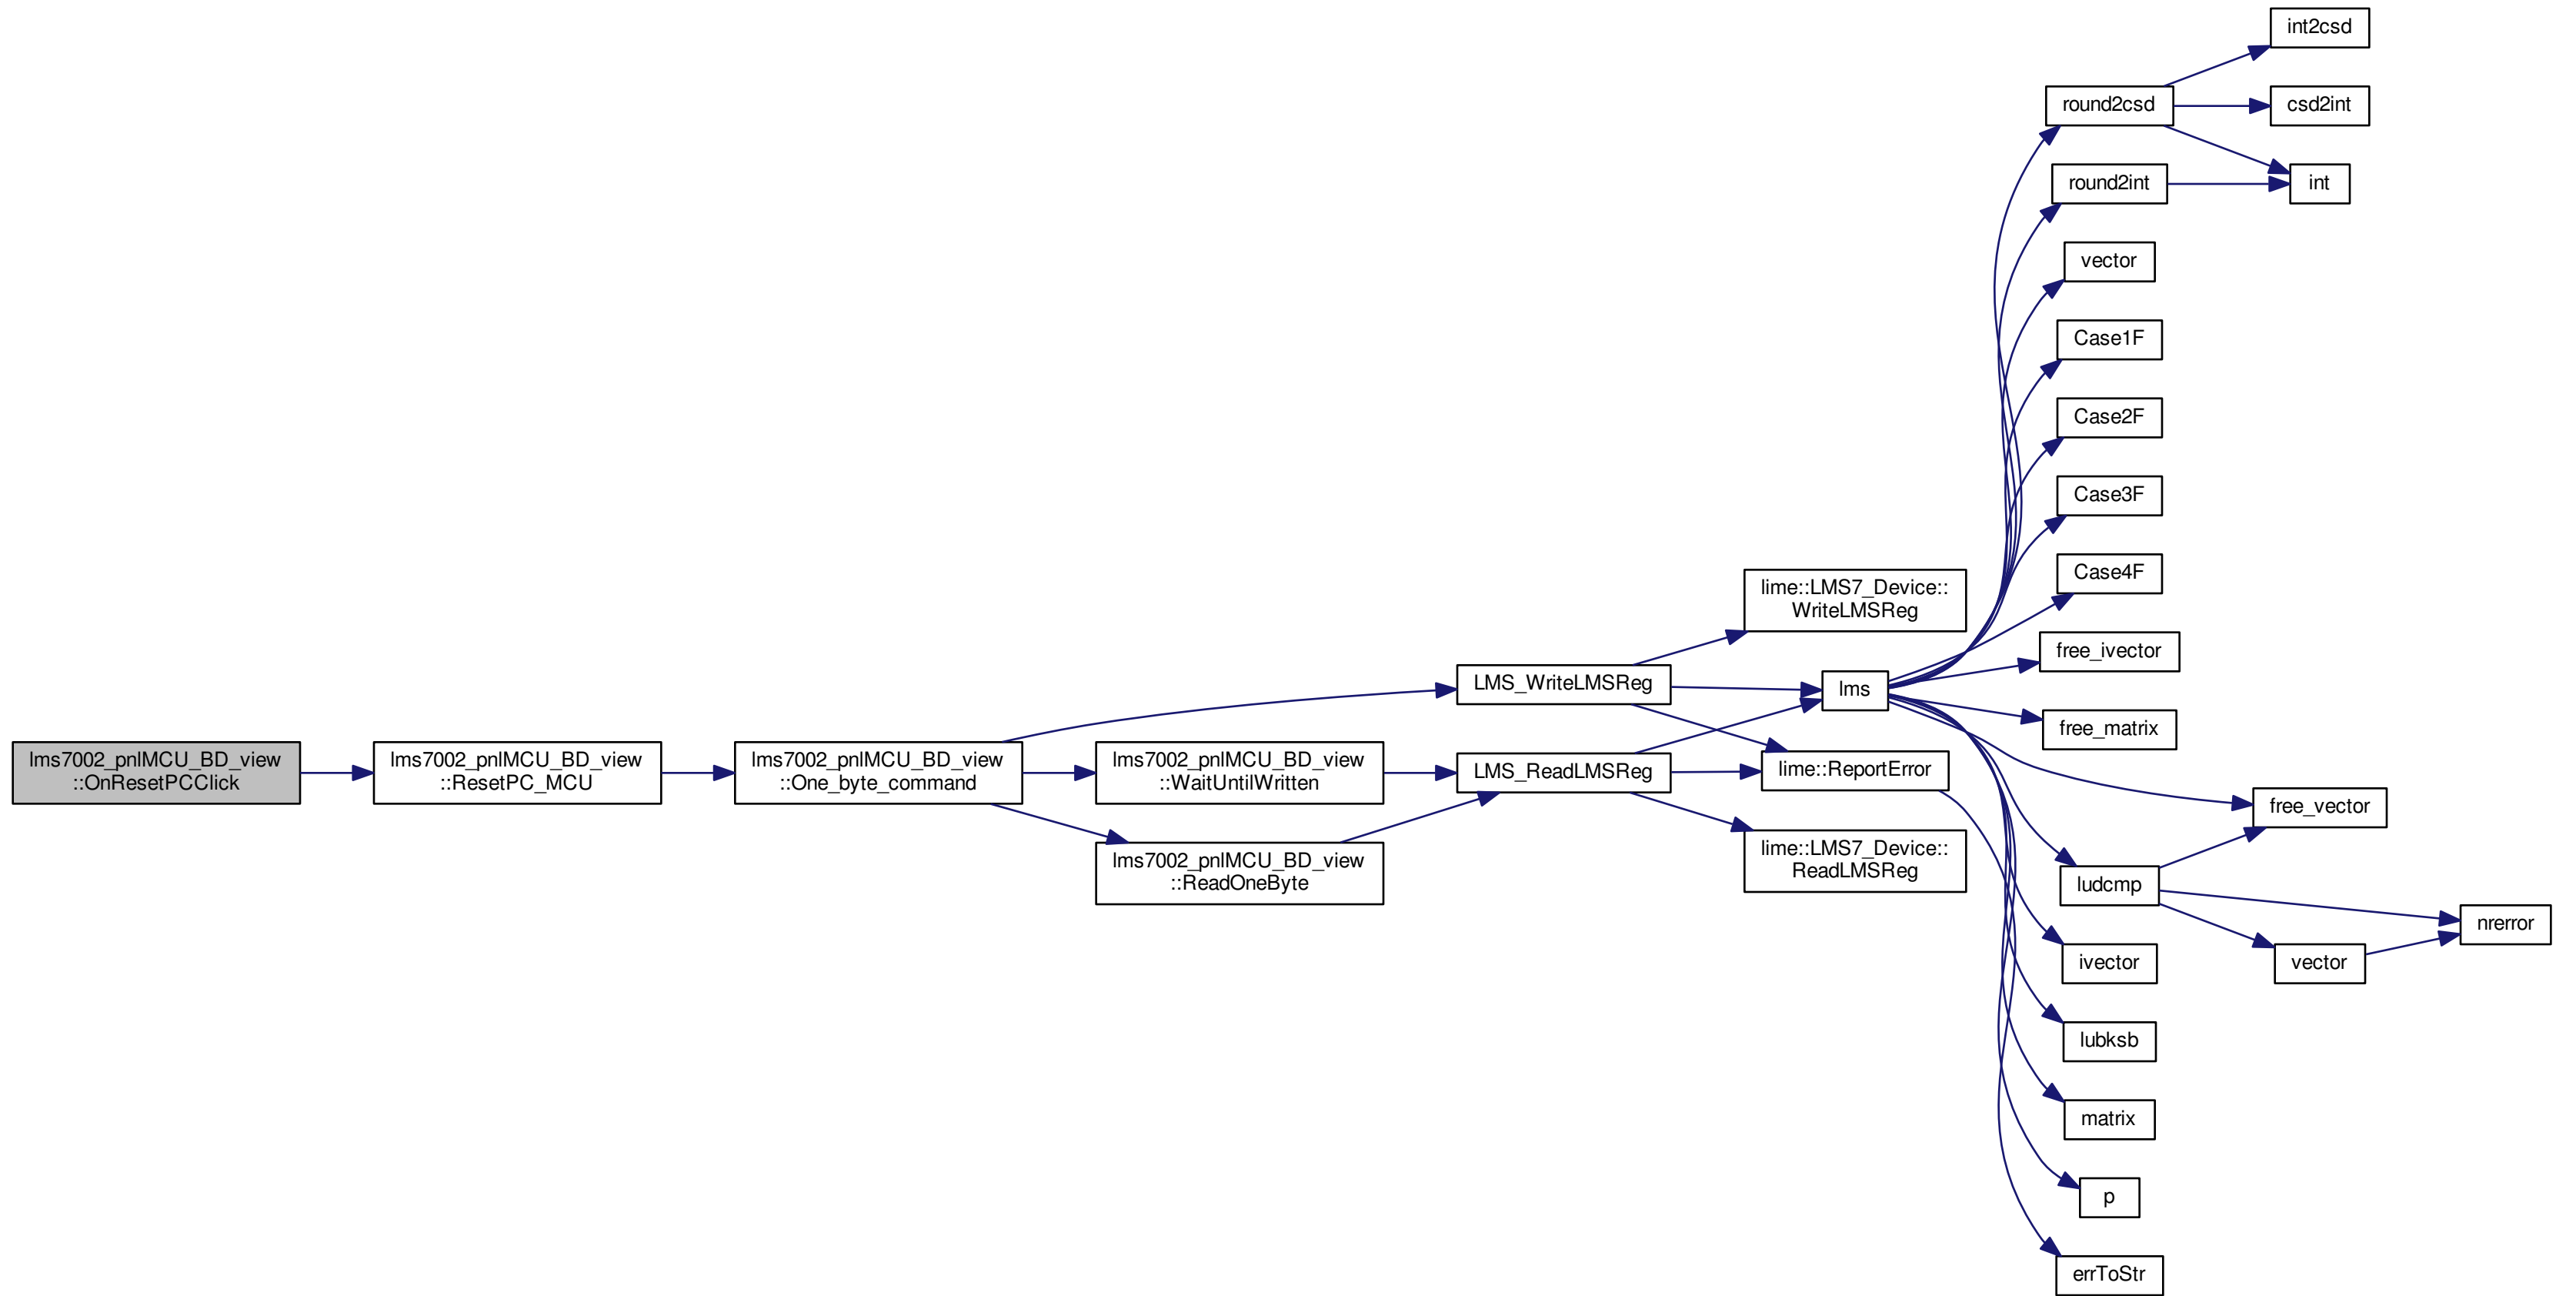 lms7002_pnlMCU_BD_view
::OnResetPCClick
lms7002_pnlMCU_BD_view
::ResetPC_MCU
lms7002_pnlMCU_BD_view
::One_byte_command
lms7002_pnlMCU_BD_view
::WaitUntilWritten
lms7002_pnlMCU_BD_view
::ReadOneByte
LMS_WriteLMSReg
LMS_ReadLMSReg
lime::LMS7_Device::
WriteLMSReg
lms
lime::ReportError
lime::LMS7_Device::
ReadLMSReg
round2csd
round2int
vector
Case1F
Case2F
Case3F
Case4F
free_ivector
free_matrix
ludcmp
ivector
lubksb
matrix
p
errToStr
int2csd
csd2int
int
free_vector
vector
nrerror